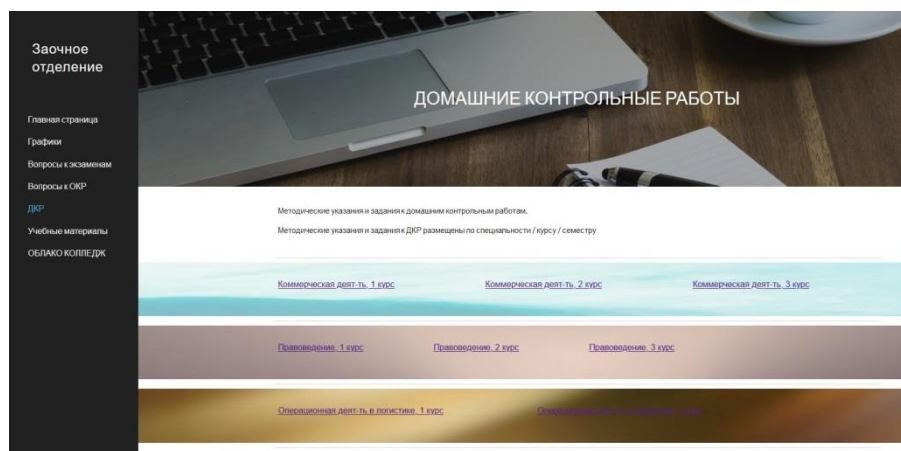 Заочное
отделение
Главная страница
Графики
Вопросы к экзаменам
Вопросы к ОКР
ДКР
Учебные материалы
ОБЛАКО КОЛЛЕДЖ
ДОМАШНИЕ КОНТРОЛЬНЫЕ РАБОТЫ
Методические указания и задания к домашним контрольным работам.
Методические указания и задания к ДКР размещены по специальности / курсу / семестру
Коммерческая деят-ть, 1 курс Коммерческая деят-ть, 2 курс Коммерческая деят-ть, 3 курс
Правоведение, 1 курс Правоведение, 2 курс Правоведение, 3 курс
Операционная деят-ть в логистике, 1 курс